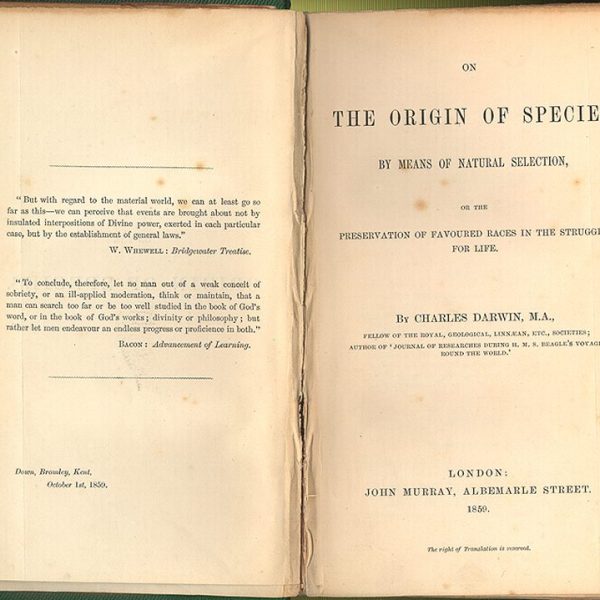 "But with regard to the material world, we can at least go so
far as this—we can perceive that events are brought about not by
insulated interpositions of Divine power, exerted in each particular
case, but by the establishment of general laws."
W. WHEWELL: Bridgewater Treatise.
"To conclude, therefore, let no man out of a weak conceit of
sobriety, or an ill-applied moderation, think or maintain, that a
man can search too far or be too well studied in the book of God's
word, or in the book of God's works; divinity or philosophy; but
rather let men endeavour an endless progress or proficience in both."
BACON: Advancement of Learning.
Down, Bromley, Kent,
October 1st, 1859.
ON
THE ORIGIN OF SPECIE
BY MEANS OF NATURAL SELECTION,
OR THE
PRESERVATION OF FAVOURED RACES IN THE STRUGG
FOR LIFE.
BY CHARLES DARWIN, M.A.,
FELLOW OF THE ROYAL, GEOLOGICAL, LINNÆAN, ETC., SOCIETIES;
AUTHOR OF 'JOURNAL OF RESEARCHES DURING H. M. S. BEAGLE'S VOYAG
ROUND THE WORLD.'
LONDON:
JOHN MURRAY, ALBEMARLE STREET.
1859.
The right of Translation is reserved.